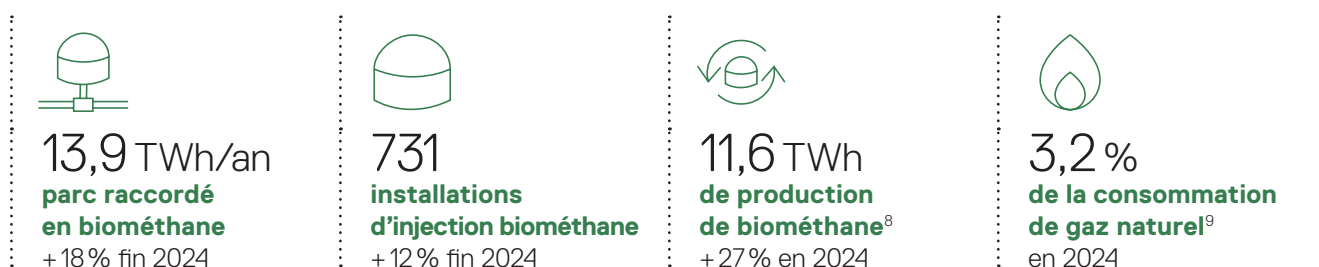 13,9 TWh/an
parc raccordé
en biométhane
+18 % fin 2024
731
installations
d’injection biométhane
+12 % fin 2024
11,6 TWh
de production
de biométhane⁸
+27 % en 2024
3,2 %
de la consommation
de gaz naturel⁹
en 2024